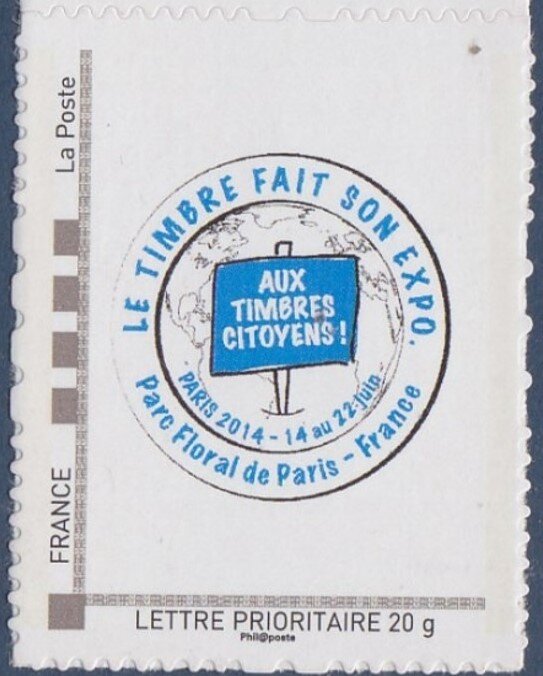 La Poste
FRANCE
LE TIMBRE FAIT SON EXPO.
AUX
TIMBRES
CITOYENS !
- PARIS 2014 - 14 au 22 juin -
Parc Floral de Paris - France
LETTRE PRIORITAIRE 20 g
Phil@poste